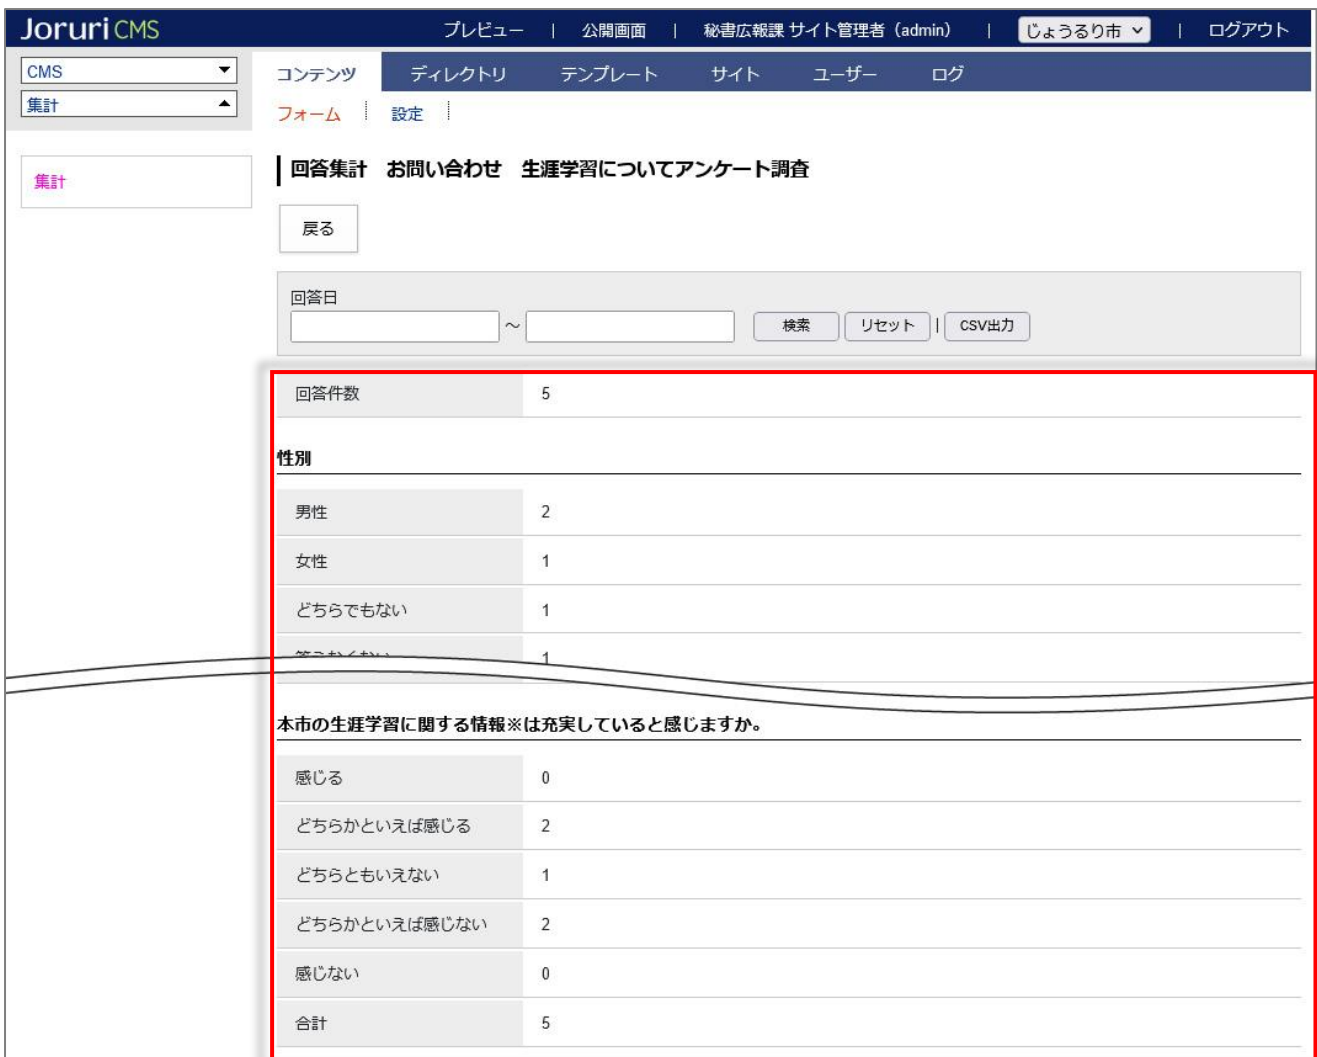 Joruri CMS プレビュー | 公開画面 | 秘書広報課 サイト管理者（admin） | じょうるり市 | ログアウト
CMS
集計
コンテンツ ディレクトリ テンプレート サイト ユーザー ログ
フォーム 設定
集計
回答集計 お問い合わせ 生涯学習についてアンケート調査
戻る
回答日
～ 検索 リセット | CSV出力
回答件数 5
性別
男性 2
女性 1
どちらでもない 1
1
本市の生涯学習に関する情報※は充実していると感じますか。
感じる 0
どちらかといえば感じる 2
どちらともいえない 1
どちらかといえば感じない 2
感じない 0
合計 5